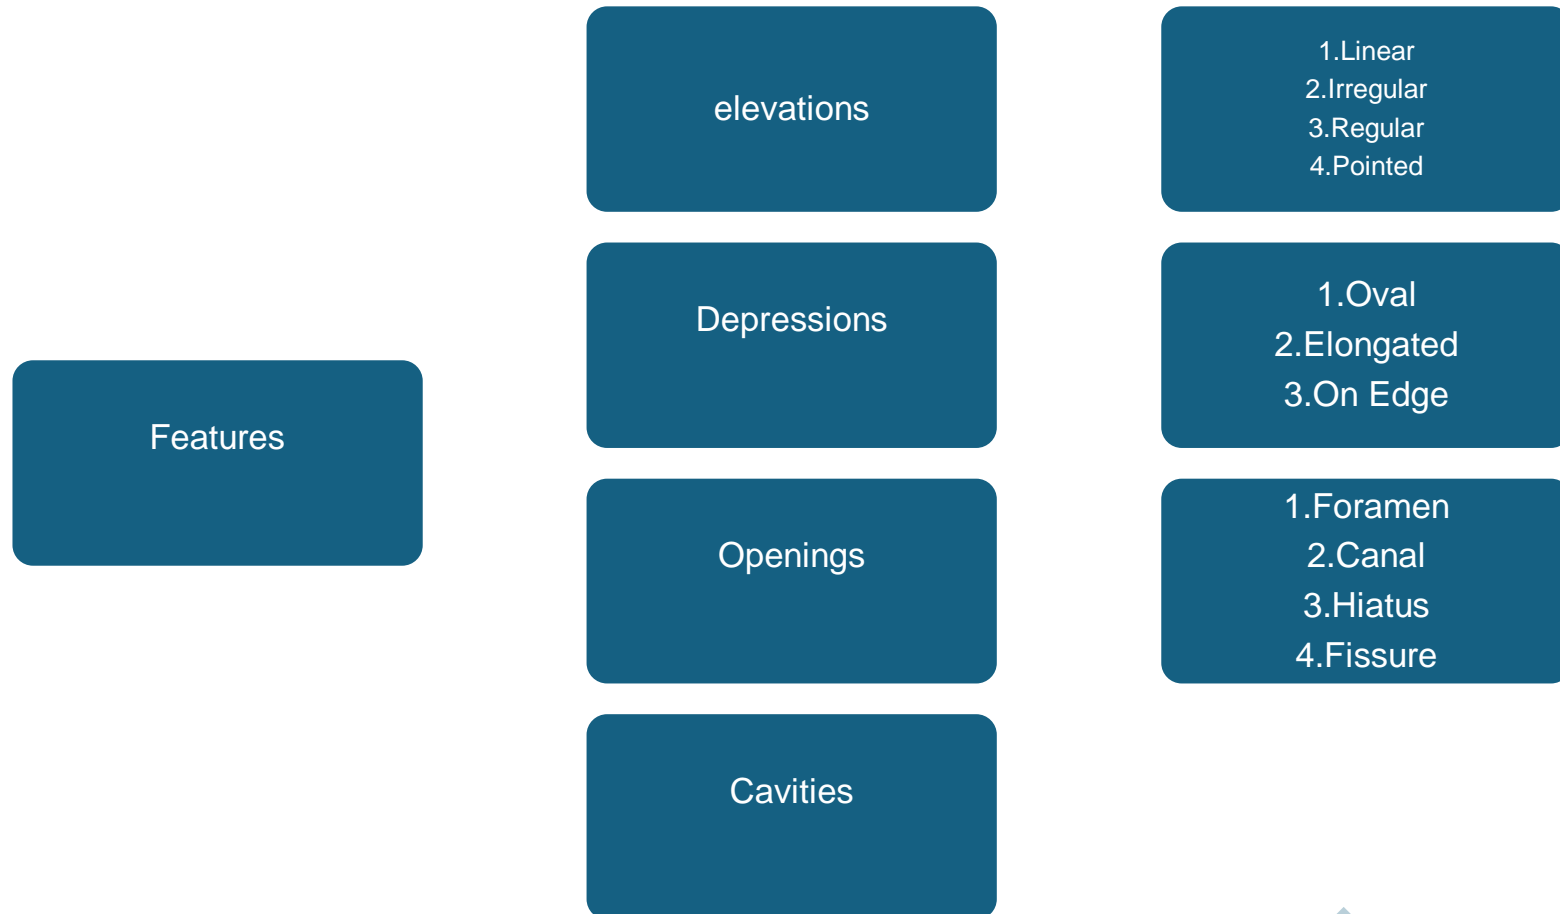 Features
elevations
1.Linear
2.Irregular
3.Regular
4.Pointed
Depressions
1.Oval
2.Elongated
3.On Edge
Openings
1.Foramen
2.Canal
3.Hiatus
4.Fissure
Cavities